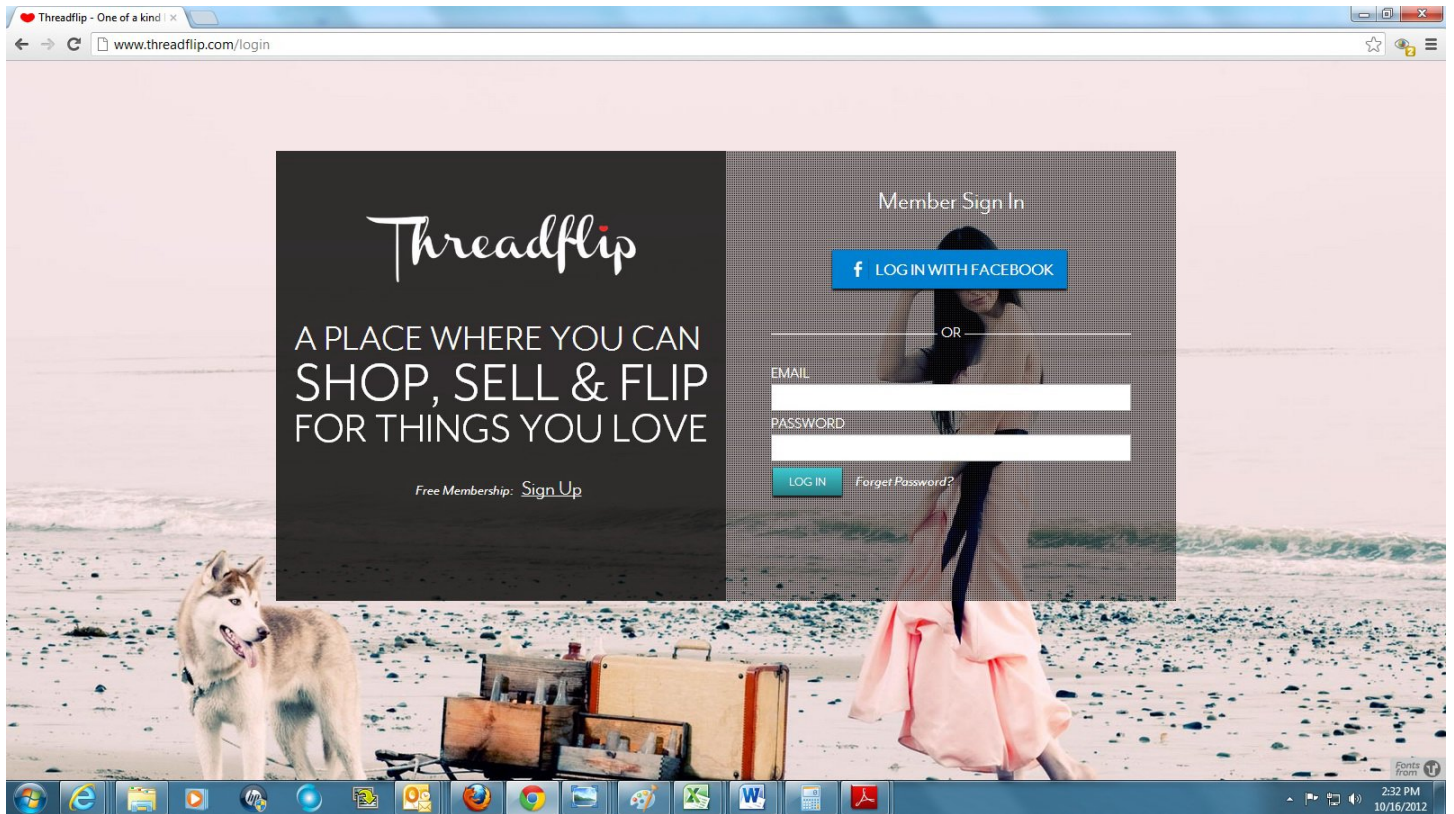 Threadflip - One of a kind
www.threadflip.com/login
Threadflip
A PLACE WHERE YOU CAN
SHOP, SELL & FLIP
FOR THINGS YOU LOVE
Free Membership: Sign Up
Member Sign In
f LOG IN WITH FACEBOOK
OR
EMAIL
PASSWORD
LOG IN Forget Password?
Fonts
from
2:32 PM
10/16/2012